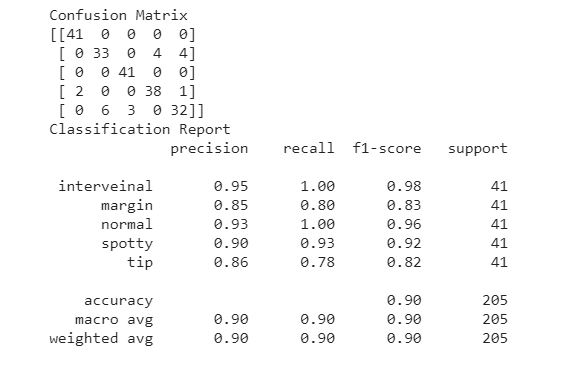 Confusion Matrix
[[41  0  0  0  0]
 [ 0 33  0  4  4]
 [ 0  0 41  0  0]
 [ 2  0  0 38  1]
 [ 0  6  3  0 32]]
Classification Report
              precision    recall  f1-score   support

 interveinal       0.95      1.00      0.98        41
      margin       0.85      0.80      0.83        41
      normal       0.93      1.00      0.96        41
      spotty       0.90      0.93      0.92        41
         tip       0.86      0.78      0.82        41

    accuracy                           0.90       205
   macro avg       0.90      0.90      0.90       205
weighted avg       0.90      0.90      0.90       205